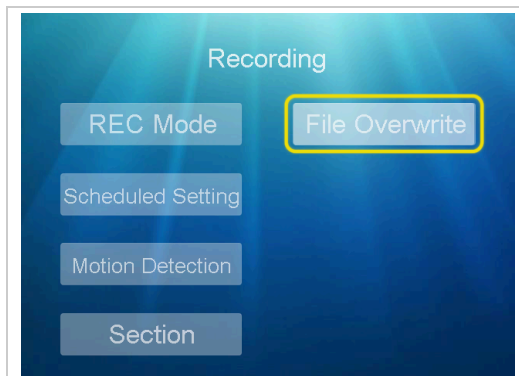 Recording
REC Mode
File Overwrite
Scheduled Setting
Motion Detection
Section